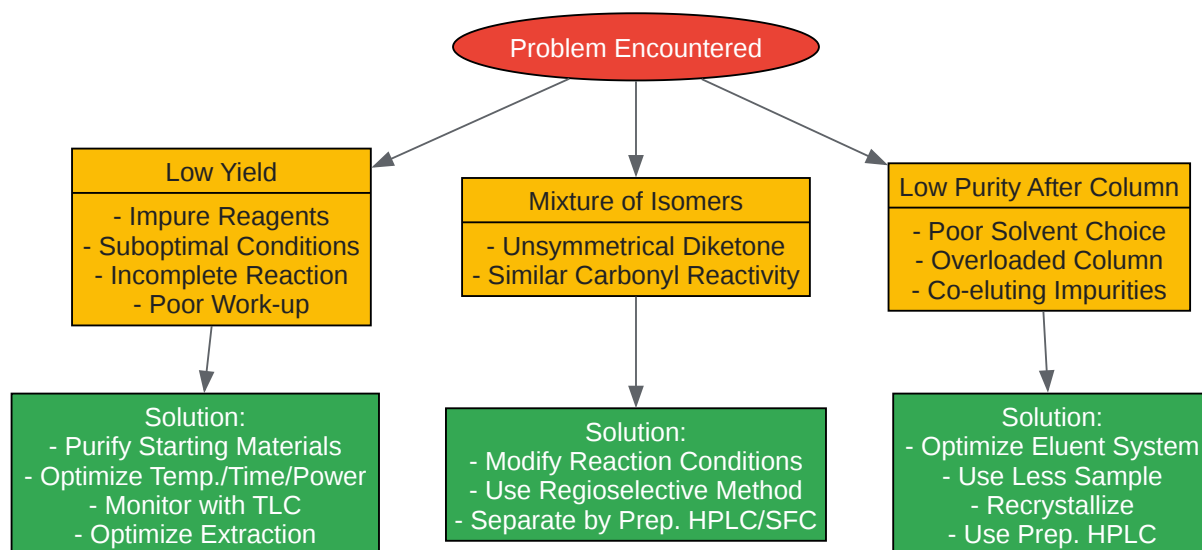 Problem Encountered
Low Yield
- Impure Reagents
- Suboptimal Conditions
- Incomplete Reaction
- Poor Work-up
Mixture of Isomers
- Unsymmetrical Diketone
- Similar Carbonyl Reactivity
Low Purity After Column
- Poor Solvent Choice
- Overloaded Column
- Co-eluting Impurities
Solution:
- Purify Starting Materials
- Optimize Temp./Time/Power
- Monitor with TLC
- Optimize Extraction
Solution:
- Modify Reaction Conditions
- Use Regioselective Method
- Separate by Prep. HPLC/SFC
Solution:
- Optimize Eluent System
- Use Less Sample
- Recrystallize
- Use Prep. HPLC